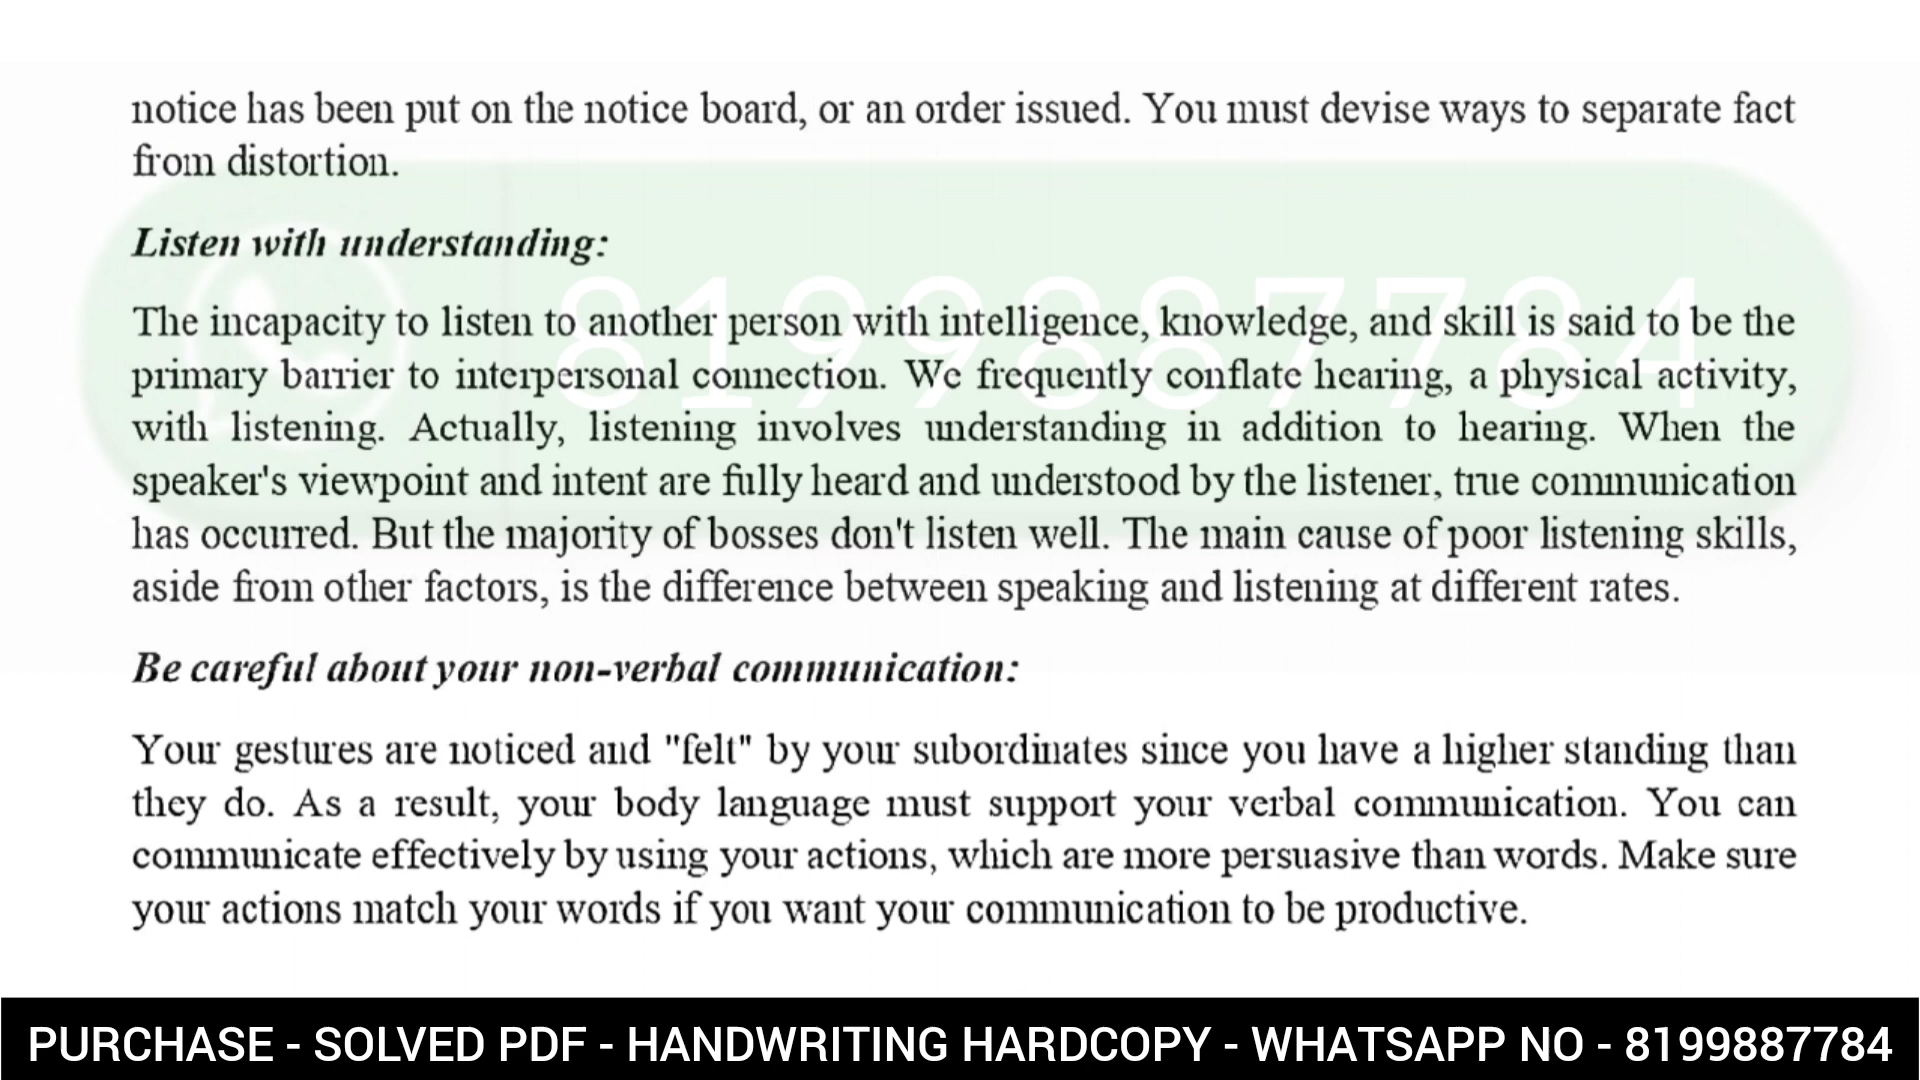 notice has been put on the notice board, or an order issued. You must devise ways to separate fact
from distortion.
Listen with understanding:
8199887784
The incapacity to listen to another person with intelligence, knowledge, and skill is said to be the
primary barrier to interpersonal connection. We frequently conflate hearing, a physical activity,
with listening. Actually, listening involves understanding in addition to hearing. When the
speaker's viewpoint and intent are fully heard and understood by the listener, true communication
has occurred. But the majority of bosses don't listen well. The main cause of poor listening skills,
aside from other factors, is the difference between speaking and listening at different rates.
Be careful about your non-verbal communication:
Your gestures are noticed and "felt" by your subordinates since you have a higher standing than
they do. As a result, your body language must support your verbal communication. You can
communicate effectively by using your actions, which are more persuasive than words. Make sure
your actions match your words if you want your communication to be productive.
PURCHASE - SOLVED PDF - HANDWRITING HARDCOPY - WHATSAPP NO - 8199887784